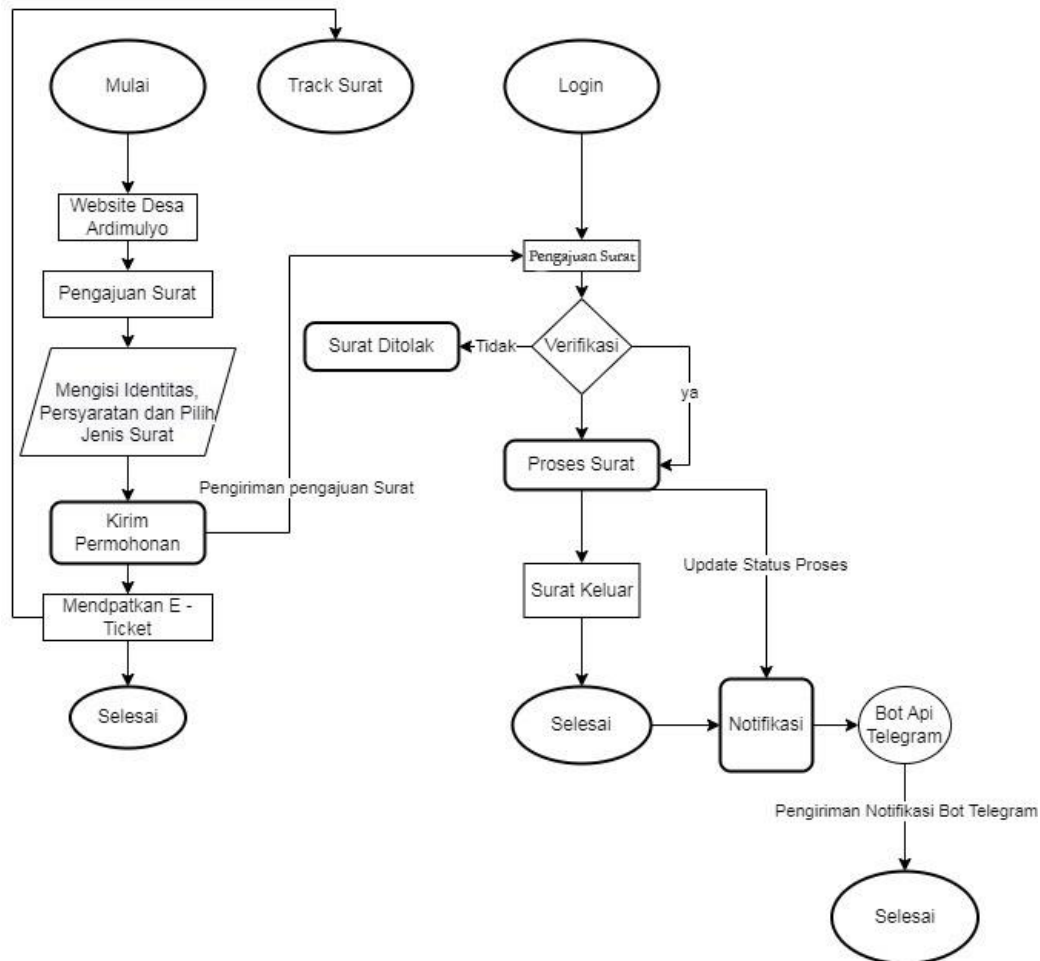 Mulai
Track Surat
Login
Website Desa
Ardimulyo
Pengajuan Surat
Pengajuan Surat
Mengisi Identitas,
Persyaratan dan Pilih
Jenis Surat
Surat Ditolak
Tidak
Verifikasi
ya
Proses Surat
Pengiriman pengajuan Surat
Kirim
Permohonan
Surat Keluar
Update Status Proses
Mendpatkan E -
Ticket
Selesai
Selesai
Notifikasi
Bot Api
Telegram
Pengiriman Notifikasi Bot Telegram
Selesai